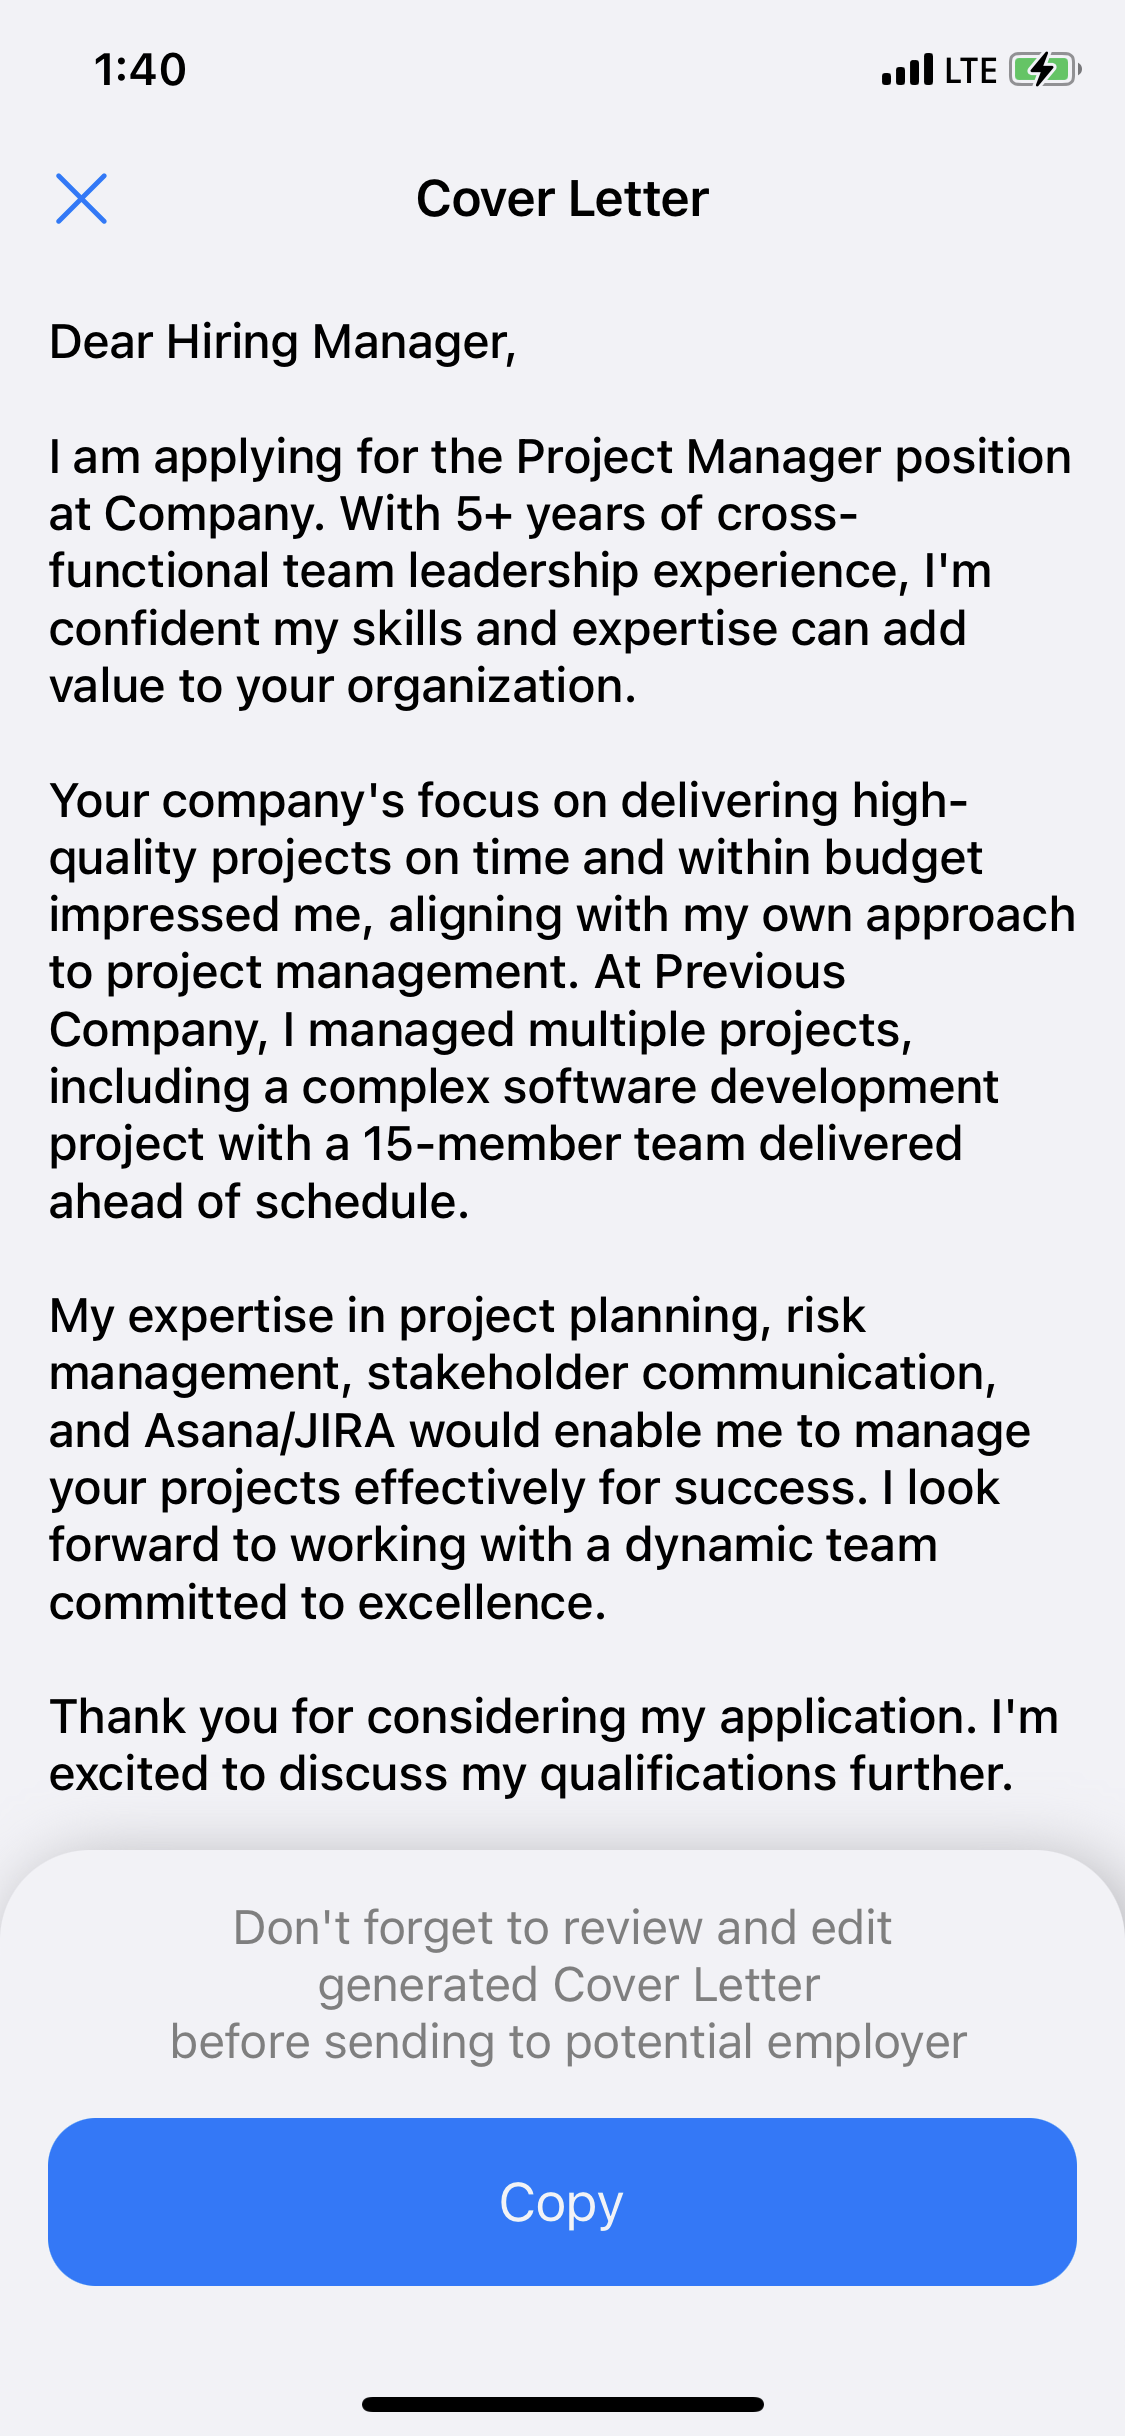 1:40
LTE
Cover Letter
Dear Hiring Manager,
I am applying for the Project Manager position
at Company. With 5+ years of cross-
functional team leadership experience, I'm
confident my skills and expertise can add
value to your organization.
Your company's focus on delivering high-
quality projects on time and within budget
impressed me, aligning with my own approach
to project management. At Previous
Company, I managed multiple projects,
including a complex software development
project with a 15-member team delivered
ahead of schedule.
My expertise in project planning, risk
management, stakeholder communication,
and Asana/JIRA would enable me to manage
your projects effectively for success. I look
forward to working with a dynamic team
committed to excellence.
Thank you for considering my application. I'm
excited to discuss my qualifications further.
Don't forget to review and edit
generated Cover Letter
before sending to potential employer
Copy